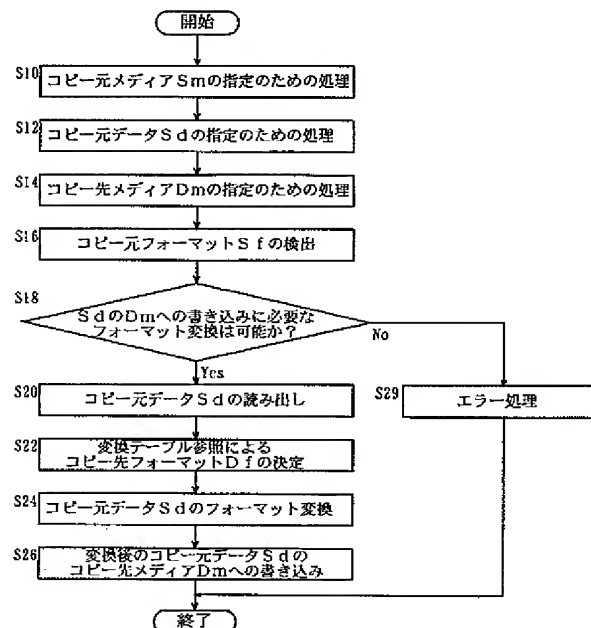 開始
S10
コピー元メディアSmの指定のための処理
S12
コピー元データSdの指定のための処理
S14
コピー先メディアDmの指定のための処理
S16
コピー元フォーマットSfの検出
S18
SdのDmへの書き込みに必要な
フォーマット変換は可能か？
No
Yes
S20
コピー元データSdの読み出し
S29
エラー処理
S22
変換テーブル参照による
コピー先フォーマットDfの決定
S24
コピー元データSdのフォーマット変換
S26
変換後のコピー元データSdの
コピー先メディアDmへの書き込み
終了